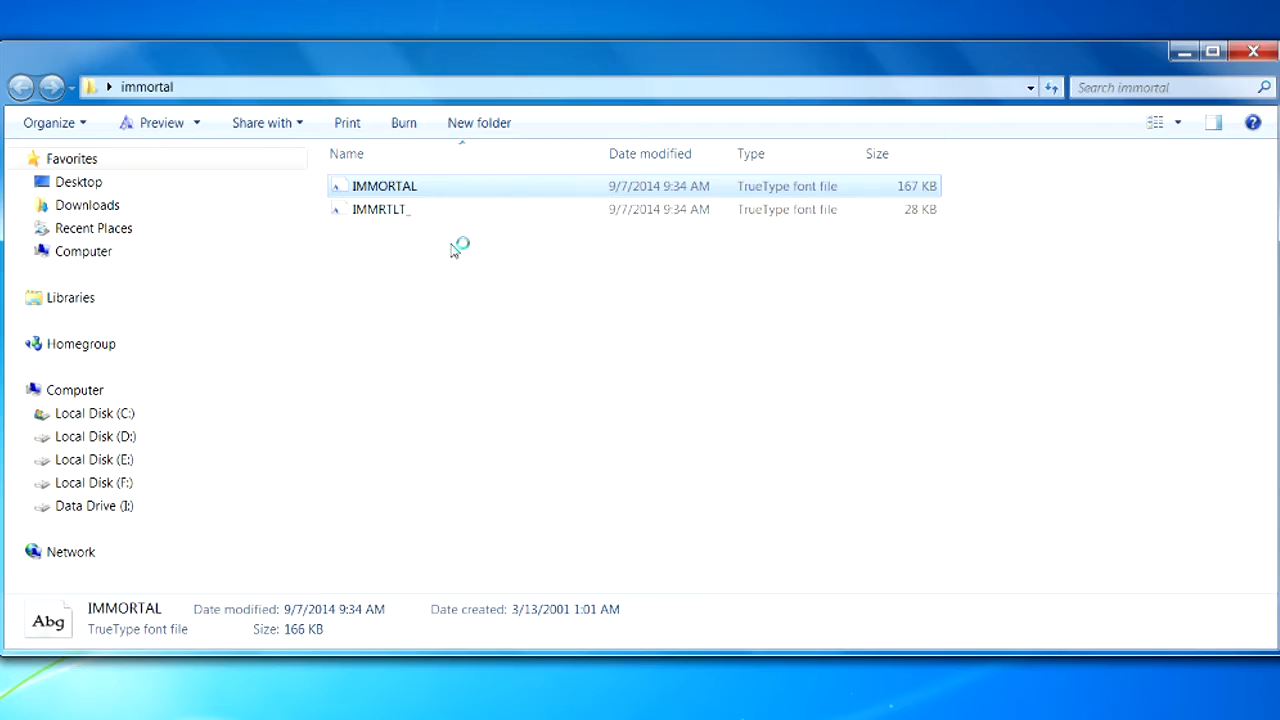 immortal
Search immortal
Organize Preview Share with Print Burn New folder
Name Date modified Type Size
Favorites
IMMORTAL 9/7/2014 9:34 AM TrueType font file 167 KB
Desktop
IMMRTLT_ 9/7/2014 9:34 AM TrueType font file 28 KB
Downloads
Recent Places
Computer
Libraries
Homegroup
Computer
Local Disk (C:)
Local Disk (D:)
Local Disk (E:)
Local Disk (F:)
Data Drive (I:)
Network
IMMORTAL Date modified: 9/7/2014 9:34 AM Date created: 3/13/2001 1:01 AM
Abg
TrueType font file Size: 166 KB